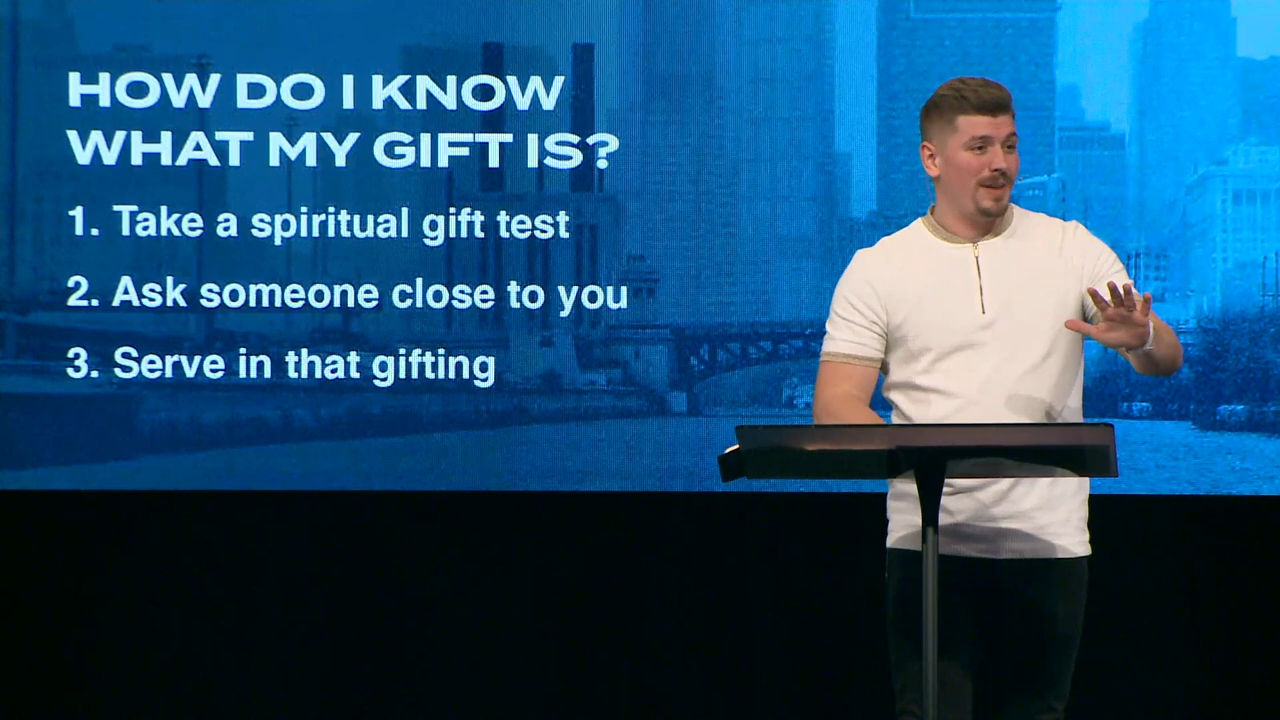 HOW DO I KNOW
WHAT MY GIFT IS?
1. Take a spiritual gift test
2. Ask someone close to you
3. Serve in that gifting